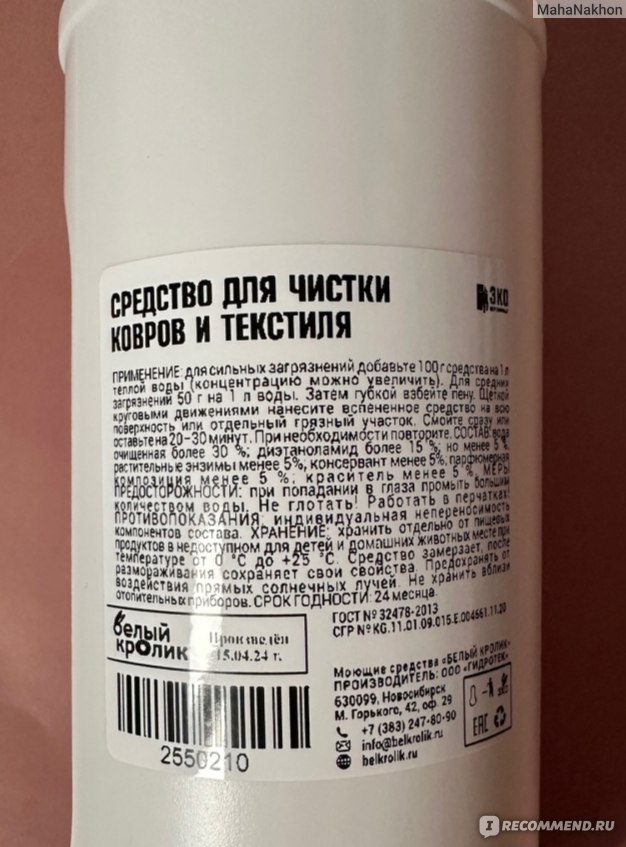 MahaNakhon
СРЕДСТВО ДЛЯ ЧИСТКИ
КОВРОВ И ТЕКСТИЛЯ
ЭКО
ПРИМЕНЕНИЕ: для сильных загрязнений добавьте 100 г средства на 1 л
теплой воды (концентрацию можно увеличить). Для средних
загрязнений 50 г на 1 л воды. Затем губкой взбейте пену. Щеткой
круговыми движениями нанесите вспененное средство на всю
поверхность или отдельный грязный участок. Смойте сразу или
оставьте на 20-30 минут. При необходимости повторите. СОСТАВ: вода
очищенная более 30 %; диэтаноламид более 15 %; но менее 5 %,
растительные энзимы менее 5%, консервант менее 5%, парфюмерная
композиция менее 5 %; краситель менее 5 %. МЕРЫ
ПРЕДОСТОРОЖНОСТИ: при попадании в глаза промыть большим
количеством воды. Не глотать! Работать в перчатках!
ПРОТИВОПОКАЗАНИЯ: индивидуальная непереносимость
компонентов состава. ХРАНЕНИЕ: хранить отдельно от пищевых
продуктов в недоступном для детей и домашних животных месте при
температуре от 0 °C до +25 °C. Средство замерзает, после
размораживания сохраняет свои свойства. Предохранять от
воздействия прямых солнечных лучей. Не хранить вблизи
отопительных приборов. СРОК ГОДНОСТИ: 24 месяца.
ГОСТ № 32478-2013
СГР № KG.11.01.09.015.E.004661.11.20
белый
кролик
Произведён
15.04.24 г.
Моющие средства «БЕЛЫЙ КРОЛИК»
ПРОИЗВОДИТЕЛЬ: ООО «ГИДРОТЕК»
630099, Новосибирск
М. Горького, 42, оф. 29
+7 (383) 247-80-90
info@belkrolik.ru
belkrolik.ru
EAC
2550210
I RECOMMEND.RU